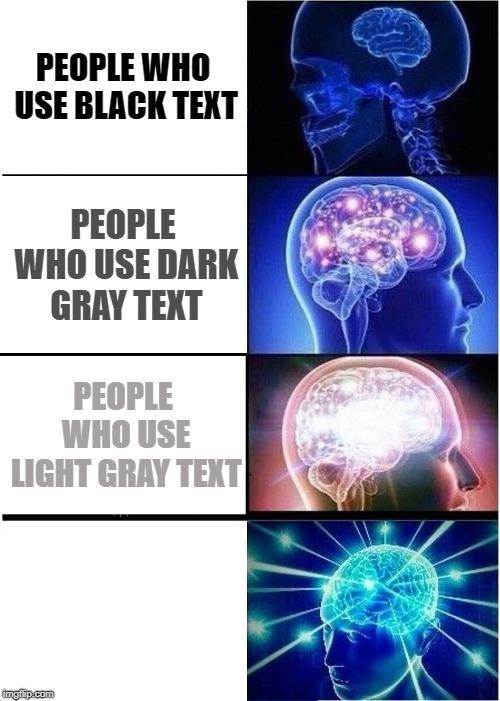 PEOPLE WHO
USE BLACK TEXT
PEOPLE
WHO USE DARK
GRAY TEXT
PEOPLE
WHO USE
LIGHT GRAY TEXT
imgflip.com